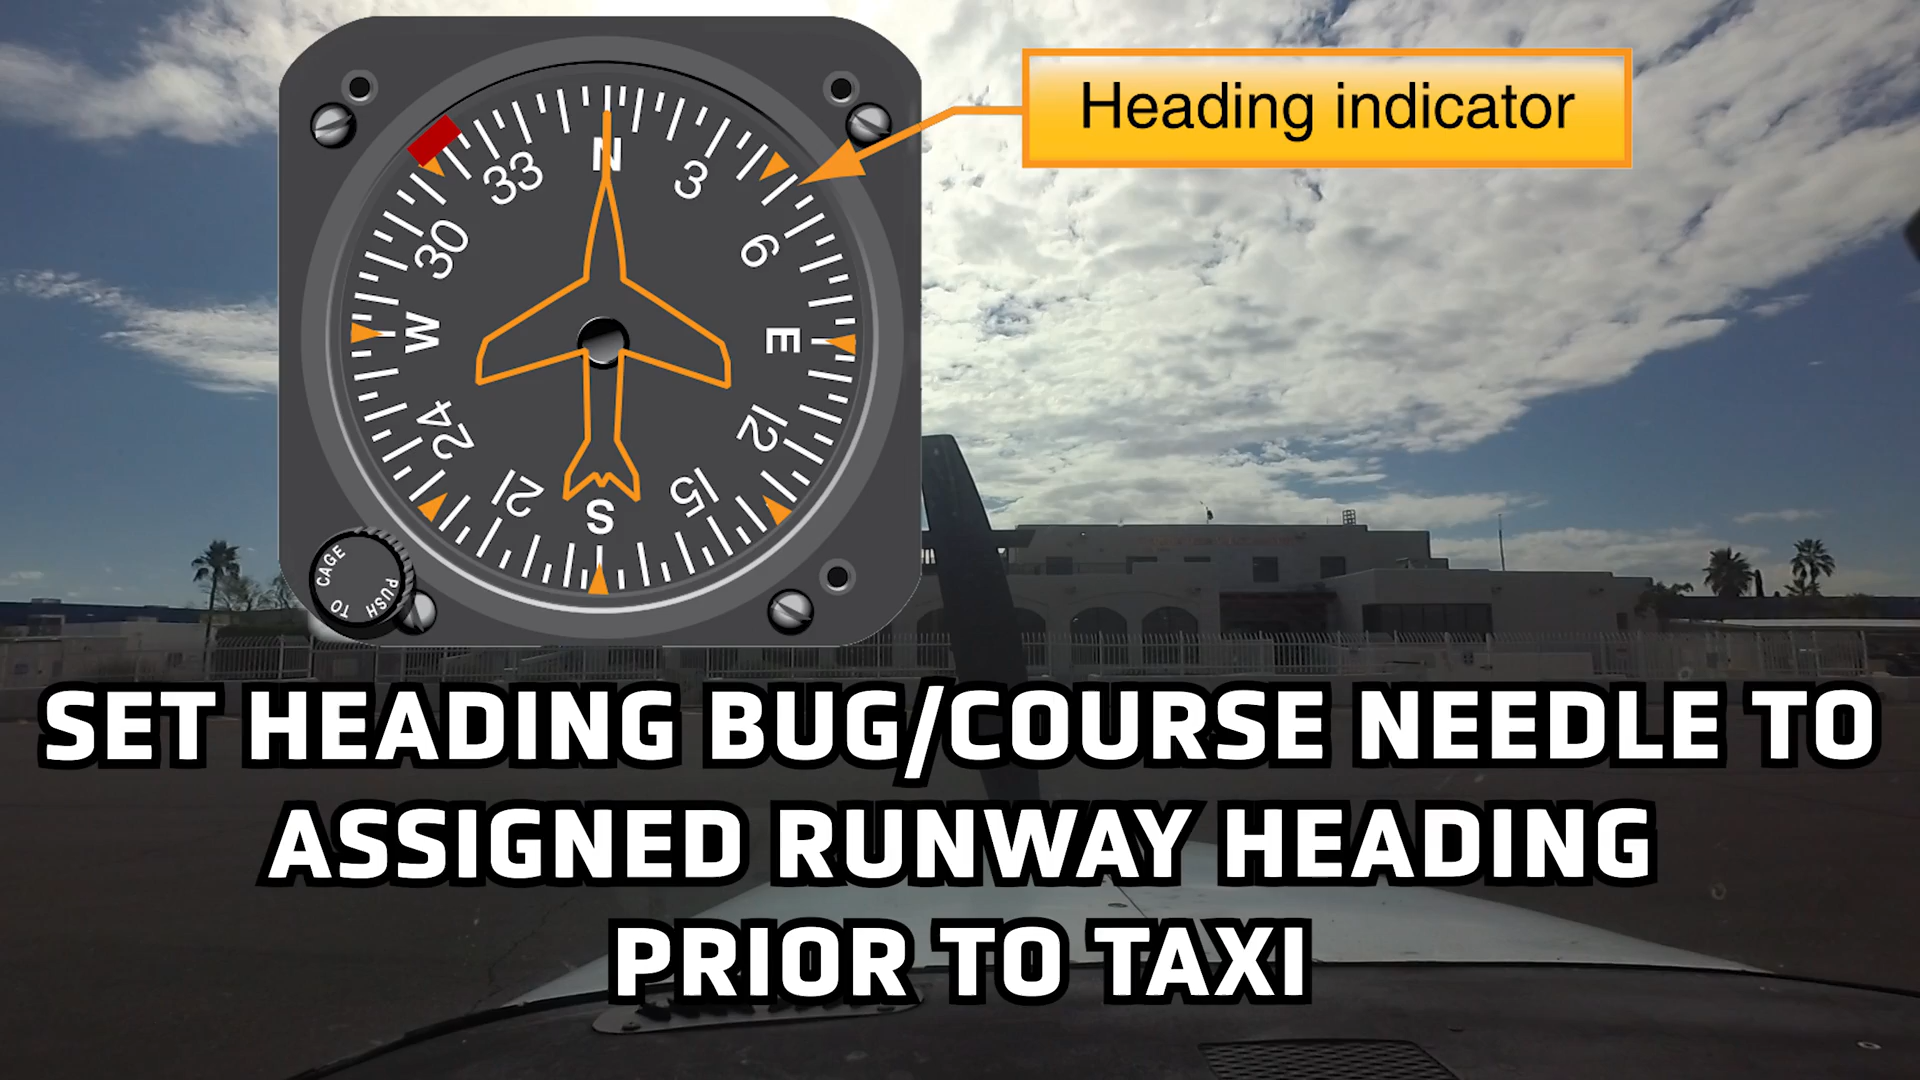 Heading indicator
N
33
3
30
6
W
E
24
12
21
15
S
PUSH TO CAGE
SET HEADING BUG/COURSE NEEDLE TO
ASSIGNED RUNWAY HEADING
PRIOR TO TAXI